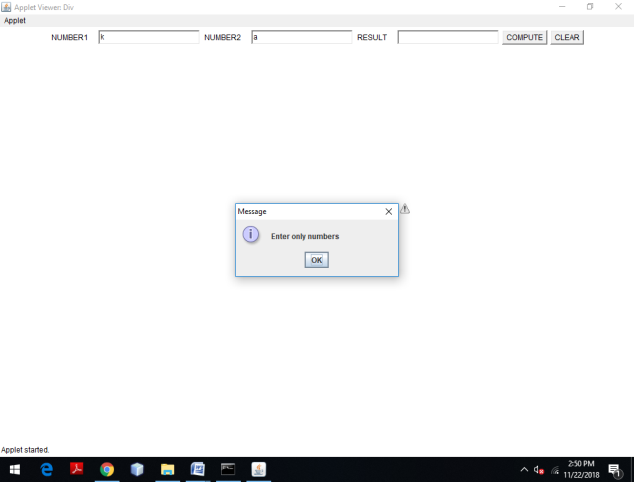 Applet Viewer: Div
Applet
NUMBER1 k NUMBER2 a RESULT COMPUTE CLEAR
Message
Enter only numbers
OK
Applet started.
2:50 PM
11/22/2018